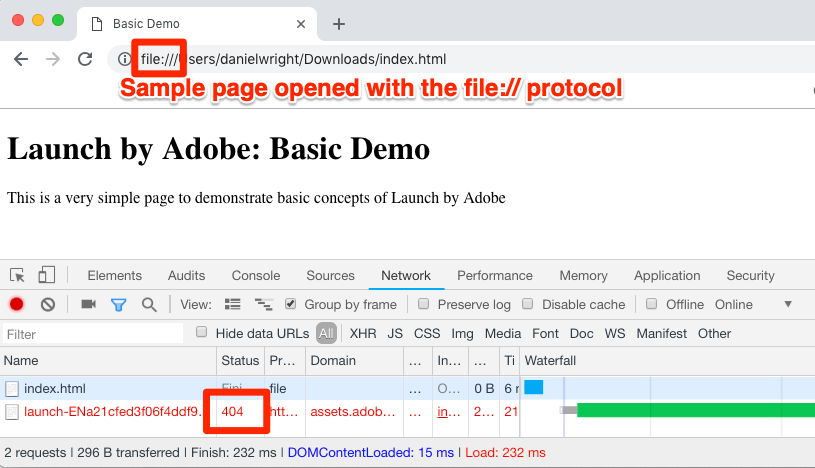 Basic Demo
file:///Users/danielwright/Downloads/index.html
Sample page opened with the file:// protocol
Launch by Adobe: Basic Demo
This is a very simple page to demonstrate basic concepts of Launch by Adobe
Elements Audits Console Sources Network Performance Memory Application Security
View: Group by frame Preserve log Disable cache Offline Online
Filter Hide data URLs All XHR JS CSS Img Media Font Doc WS Manifest Other
Name Status Pr... Domain ... In... ... Ti Waterfall
index.html Fini file ... O... 0 B 6
launch-ENa21cfed3f06f4ddf9... 404 htt... assets.adob... ... in... 2... 21
2 requests | 296 B transferred | Finish: 232 ms | DOMContentLoaded: 15 ms | Load: 232 ms